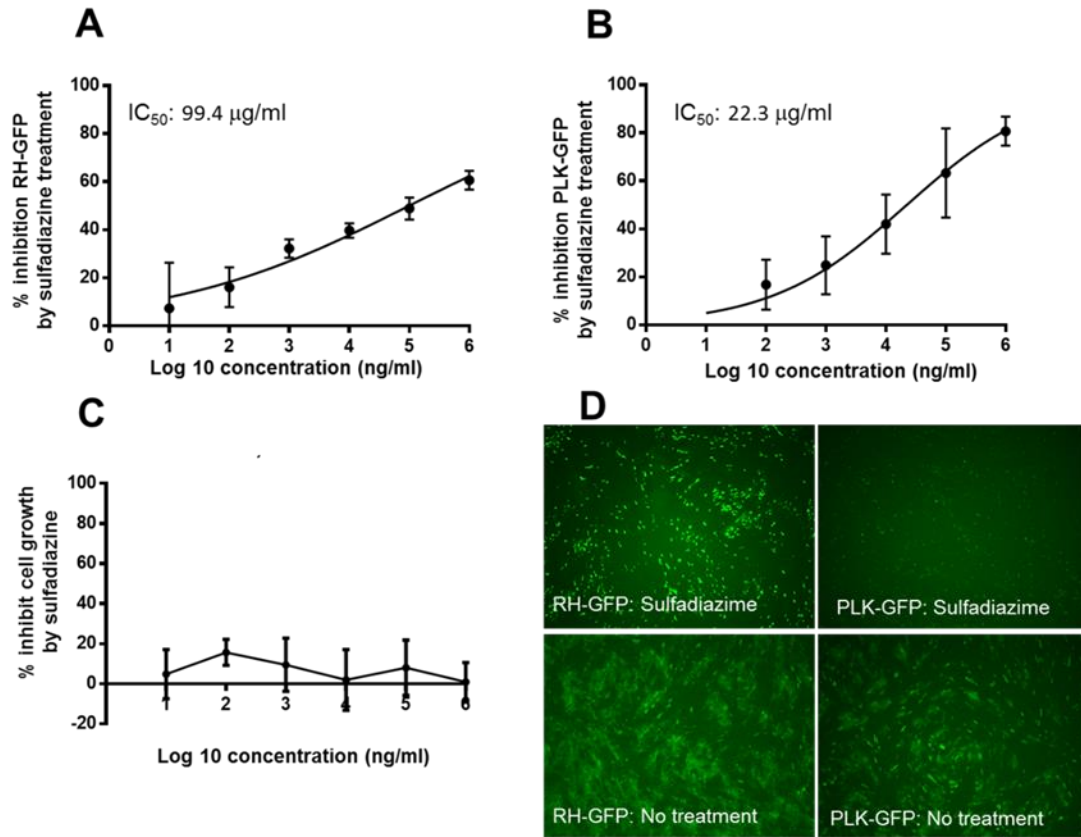 A
% inhibition RH-GFP
by sulfadiazine treatment
100
80
60
40
20
0
IC50: 99.4 μg/ml
0 1 2 3 4 5 6
Log 10 concentration (ng/ml)
B
% inhibition PLK-GFP
by sulfadiazine treatment
100
80
60
40
20
0
IC50: 22.3 μg/ml
0 1 2 3 4 5 6
Log 10 concentration (ng/ml)
C
% inhibit cell growth
by sulfadiazine
100
80
60
40
20
0
-20
1 2 3 4 5 6
Log 10 concentration (ng/ml)
D
RH-GFP: Sulfadiazime
PLK-GFP: Sulfadiazime
RH-GFP: No treatment
PLK-GFP: No treatment